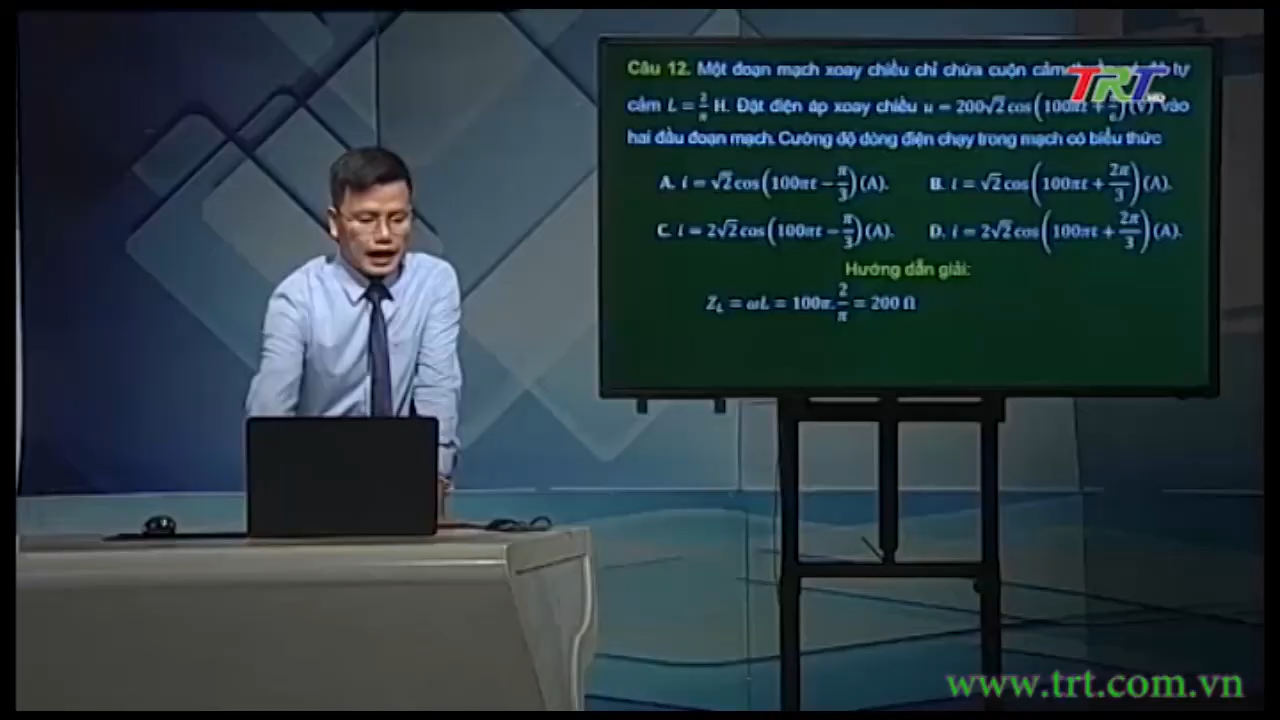 Câu 12. Một đoạn mạch xoay chiều chỉ chứa cuộn cảm tự
TRT HD
cảm L = 2/π H. Đặt điện áp xoay chiều u = 200√2 cos(100πt + (V) vào
hai đầu đoạn mạch. Cường độ dòng điện chạy trong mạch có biểu thức
A. i = √2 cos(100πt − π/3)(A). B. i = √2 cos(100πt + 2π/3)(A).
C. i = 2√2 cos(100πt − π/3)(A). D. i = 2√2 cos(100πt + 2π/3)(A).
Hướng dẫn giải:
Z_L = ωL = 100π. 2/π = 200 Ω
www.trt.com.vn